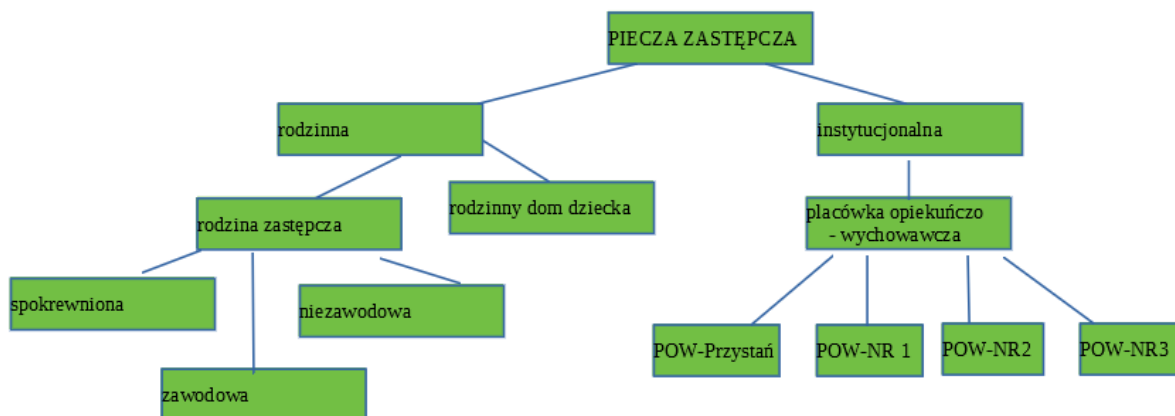 PIECZA ZASTĘPCZA
rodzinna
instytucjonalna
rodzinny dom dziecka
rodzina zastępcza
placówka opiekuńczo
- wychowawcza
spokrewniona
niezawodowa
zawodowa
POW-Przystań
POW-NR 1
POW-NR2
POW-NR3